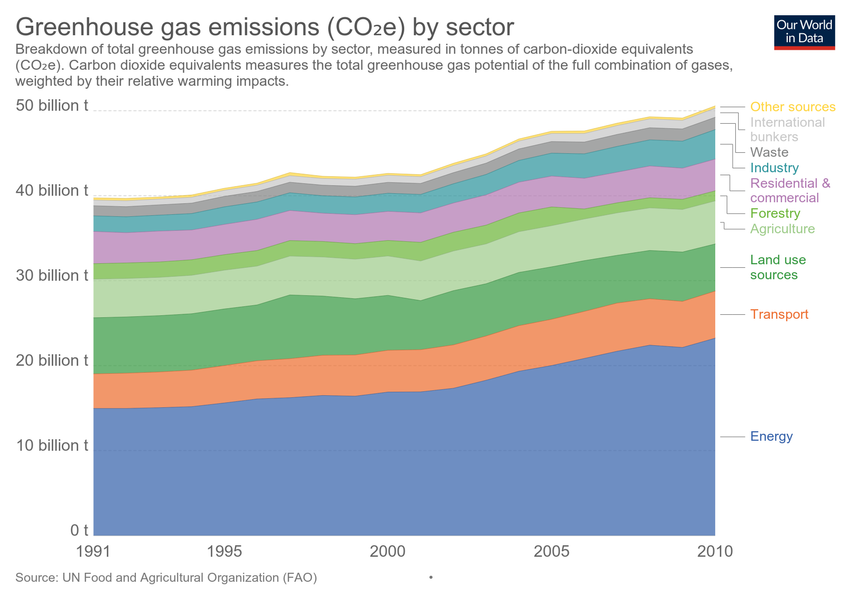 Greenhouse gas emissions (CO₂e) by sector
Our World
in Data
Breakdown of total greenhouse gas emissions by sector, measured in tonnes of carbon-dioxide equivalents
(CO₂e). Carbon dioxide equivalents measures the total greenhouse gas potential of the full combination of gases,
weighted by their relative warming impacts.
50 billion t
40 billion t
30 billion t
20 billion t
10 billion t
0 t
Other sources
International
bunkers
Waste
Industry
Residential &
commercial
Forestry
Agriculture
Land use
sources
Transport
Energy
1991
1995
2000
2005
2010
Source: UN Food and Agricultural Organization (FAO)
•